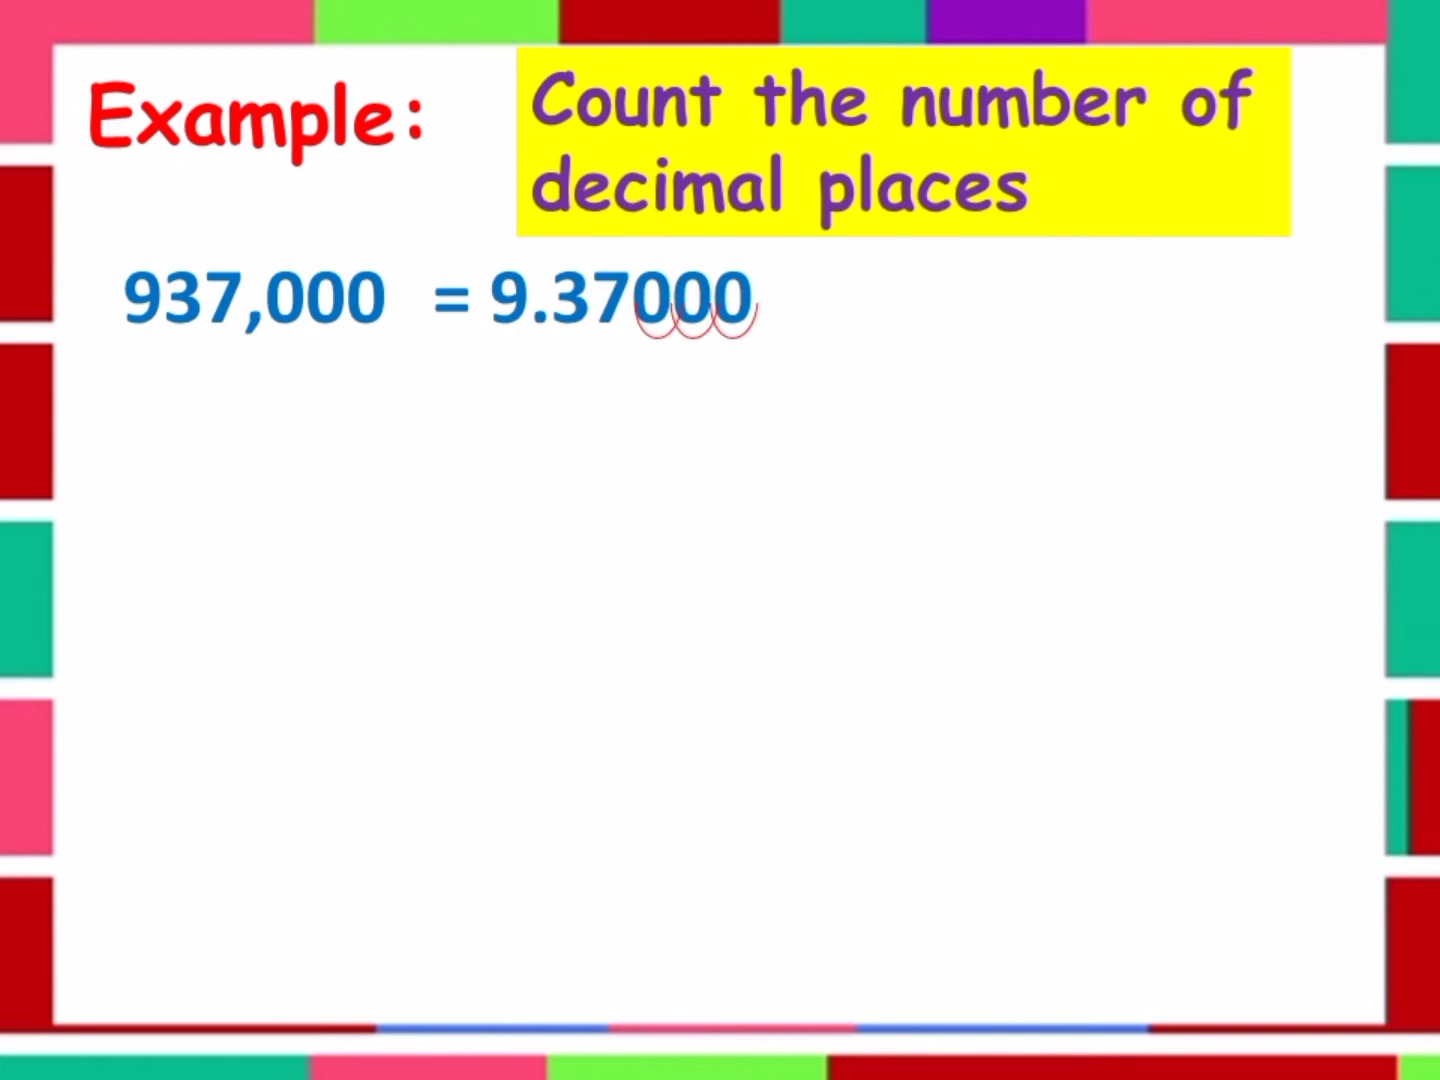 Example:
Count the number of
decimal places
937,000 = 9.37000